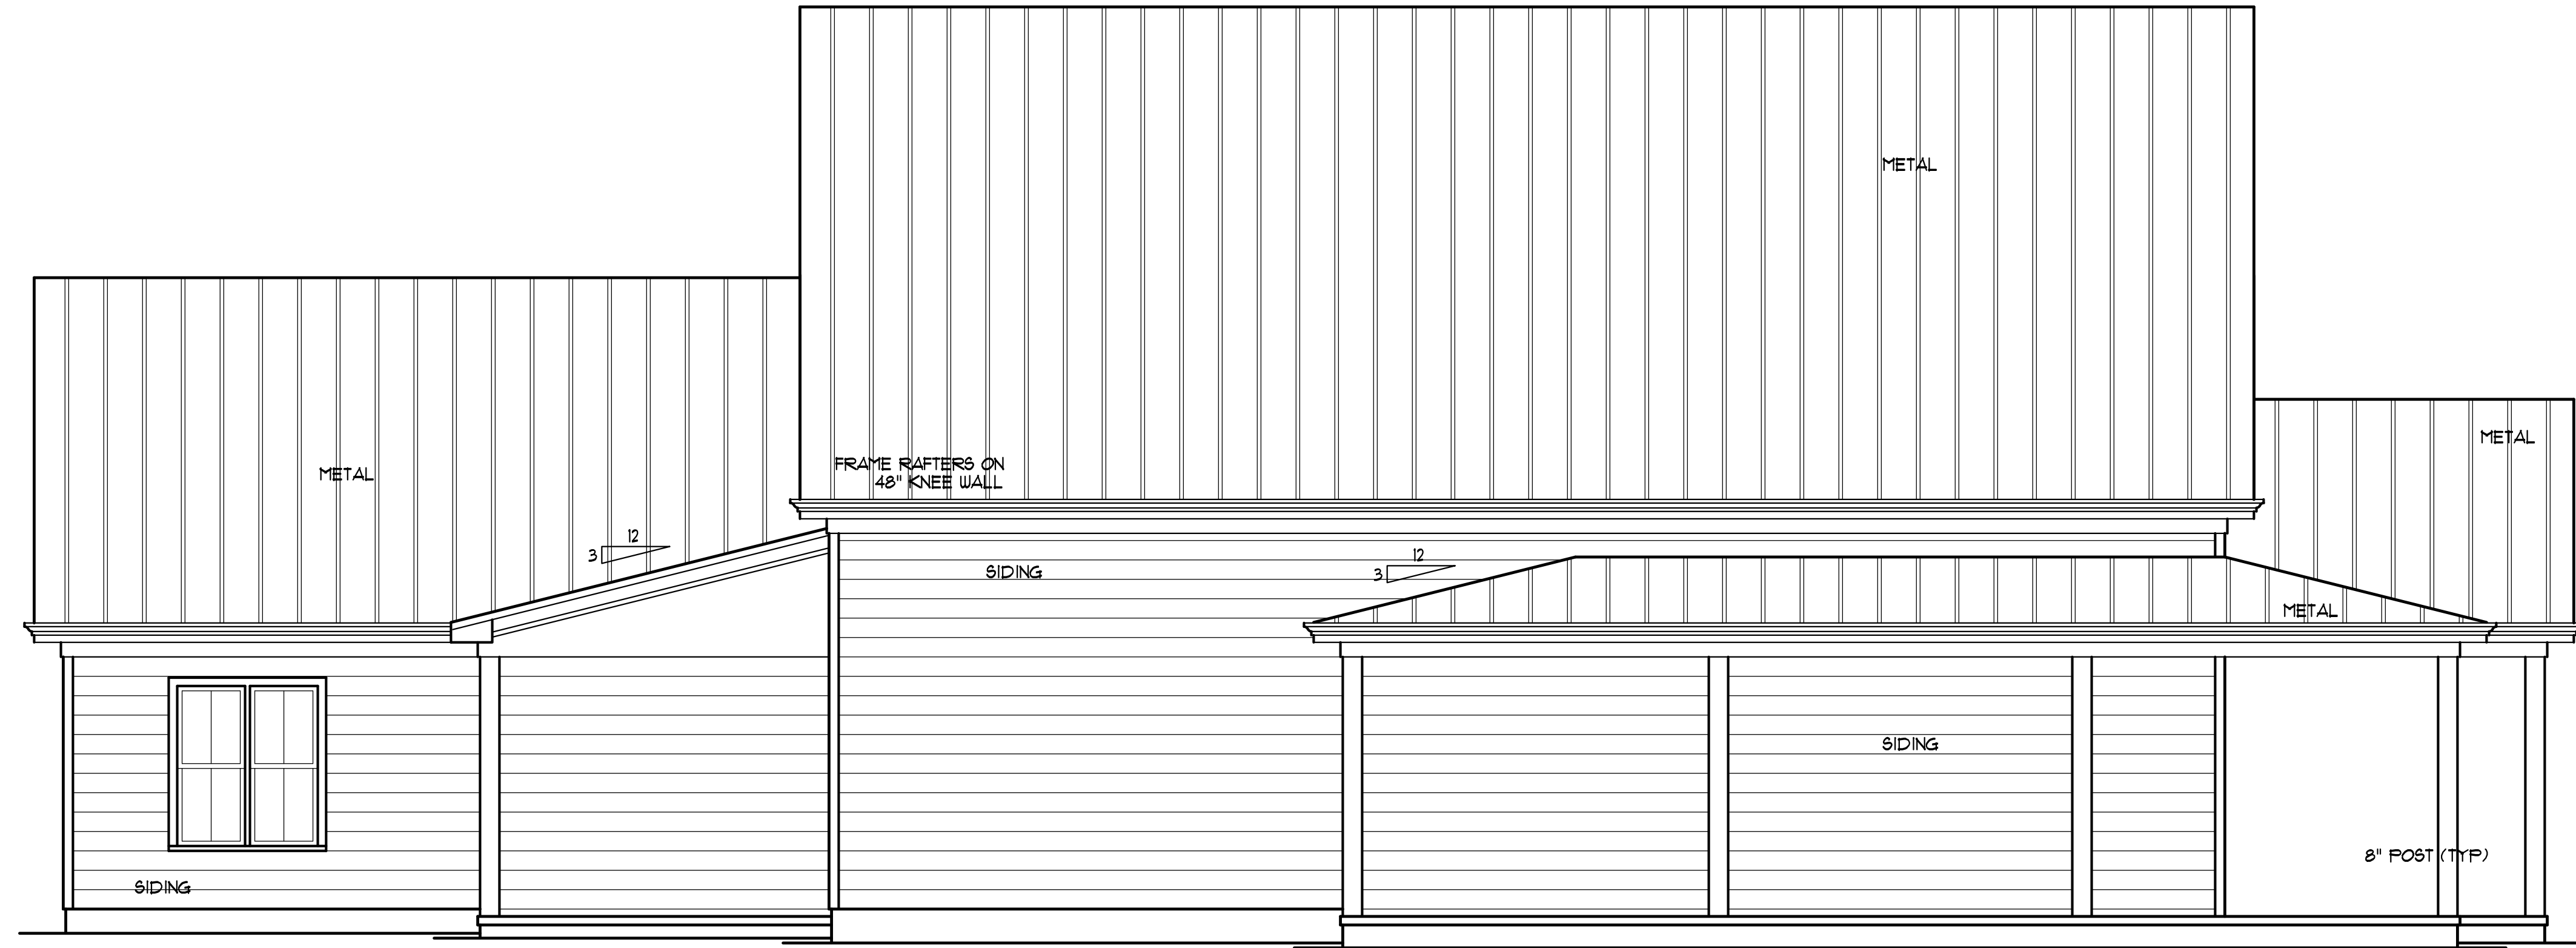 METAL
METAL
FRAME RAFTERS ON
48" KNEE WALL
METAL
12
3
12
3
SIDING
METAL
SIDING
8" POST (TYP)
SIDING